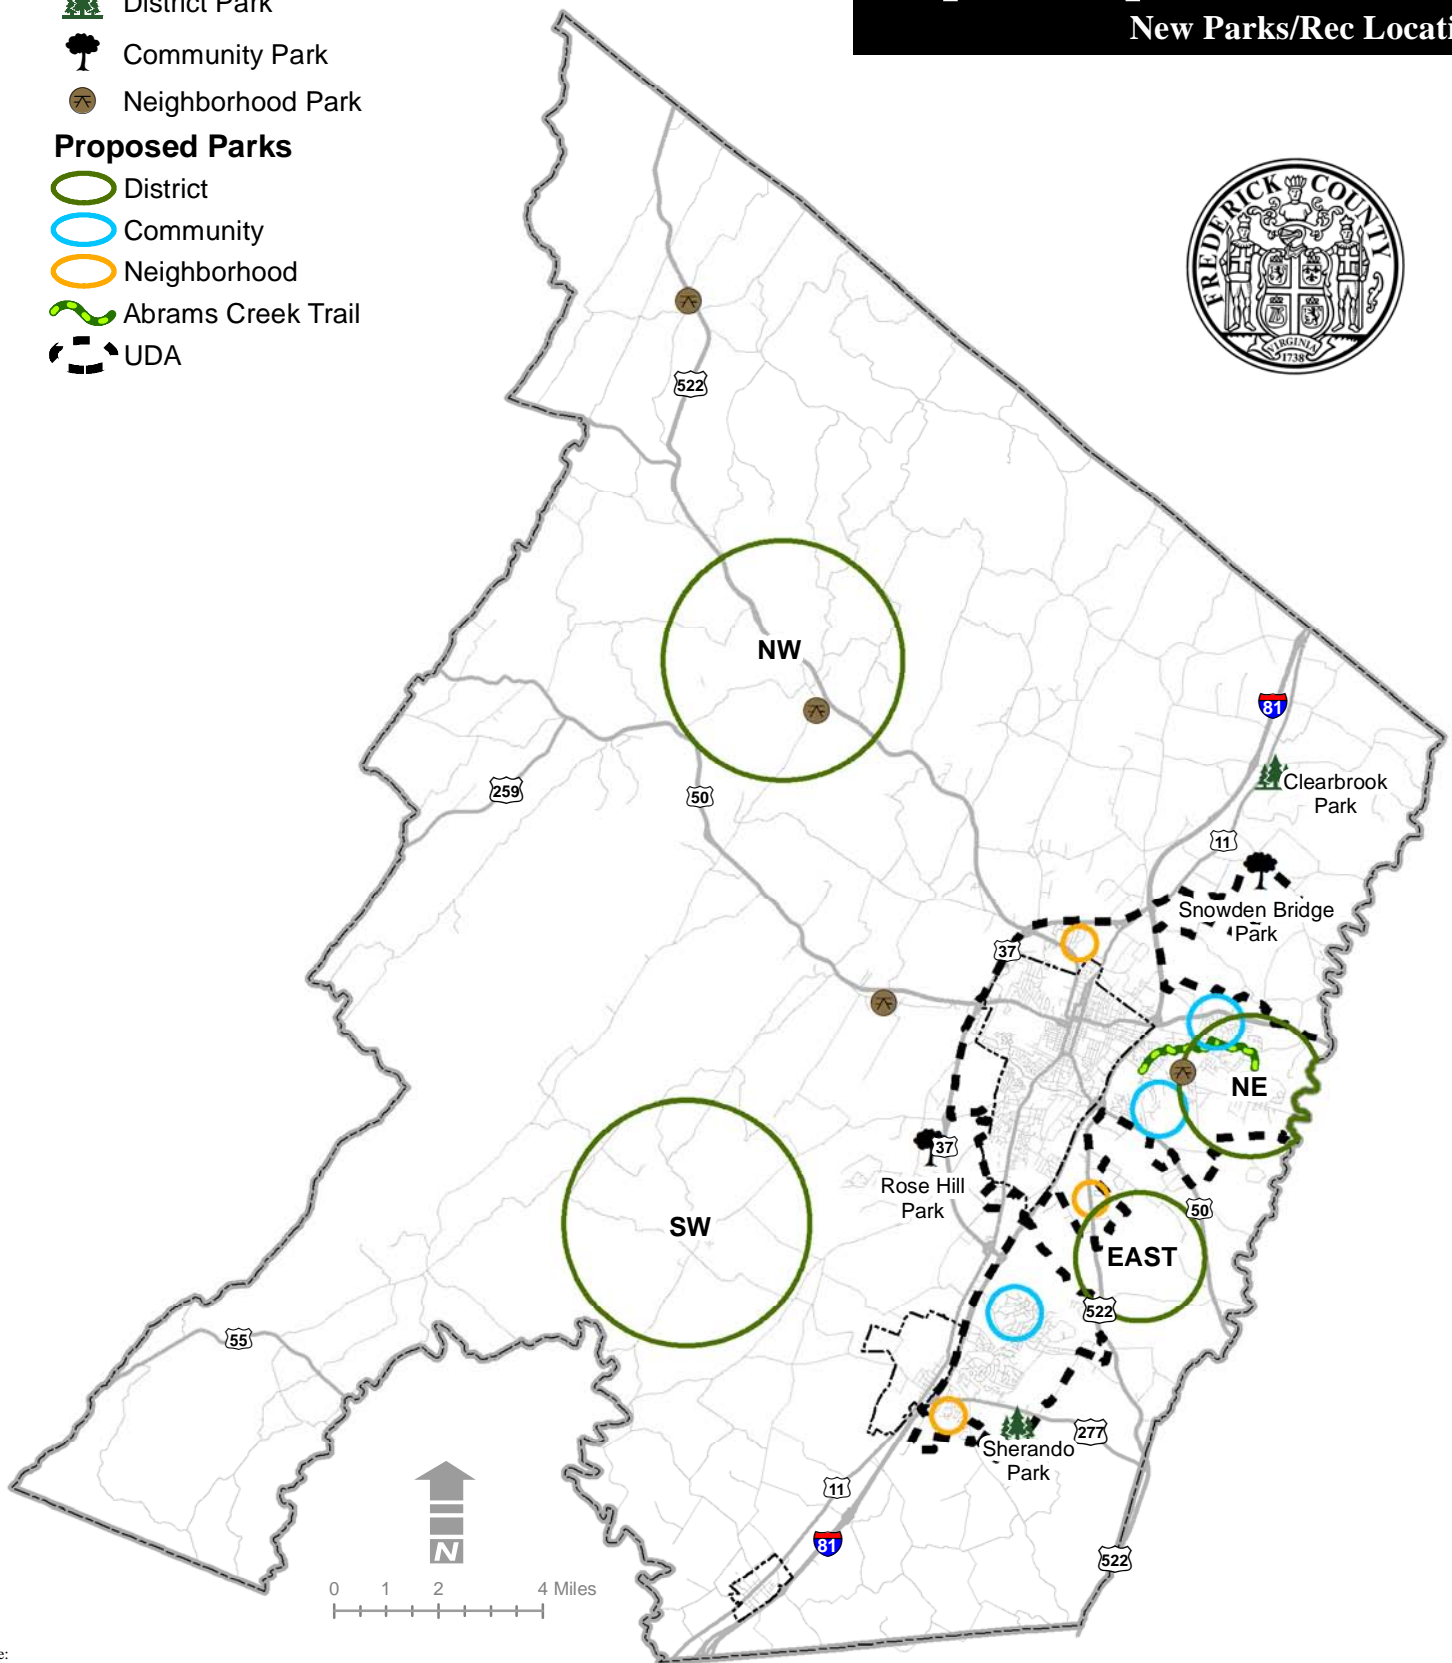 District Park
Community Park
Neighborhood Park
Proposed Parks
District
Community
Neighborhood
Abrams Creek Trail
UDA
New Parks/Rec Locati
FREDERICK COUNTY
VIRGINIA
1738
522
NW
81
Clearbrook
Park
259
50
11
Snowden Bridge
Park
37
NE
37
Rose Hill
Park
50
SW
EAST
522
55
277
Sherando
Park
11
81
522
N
0 1 2 4 Miles
e: